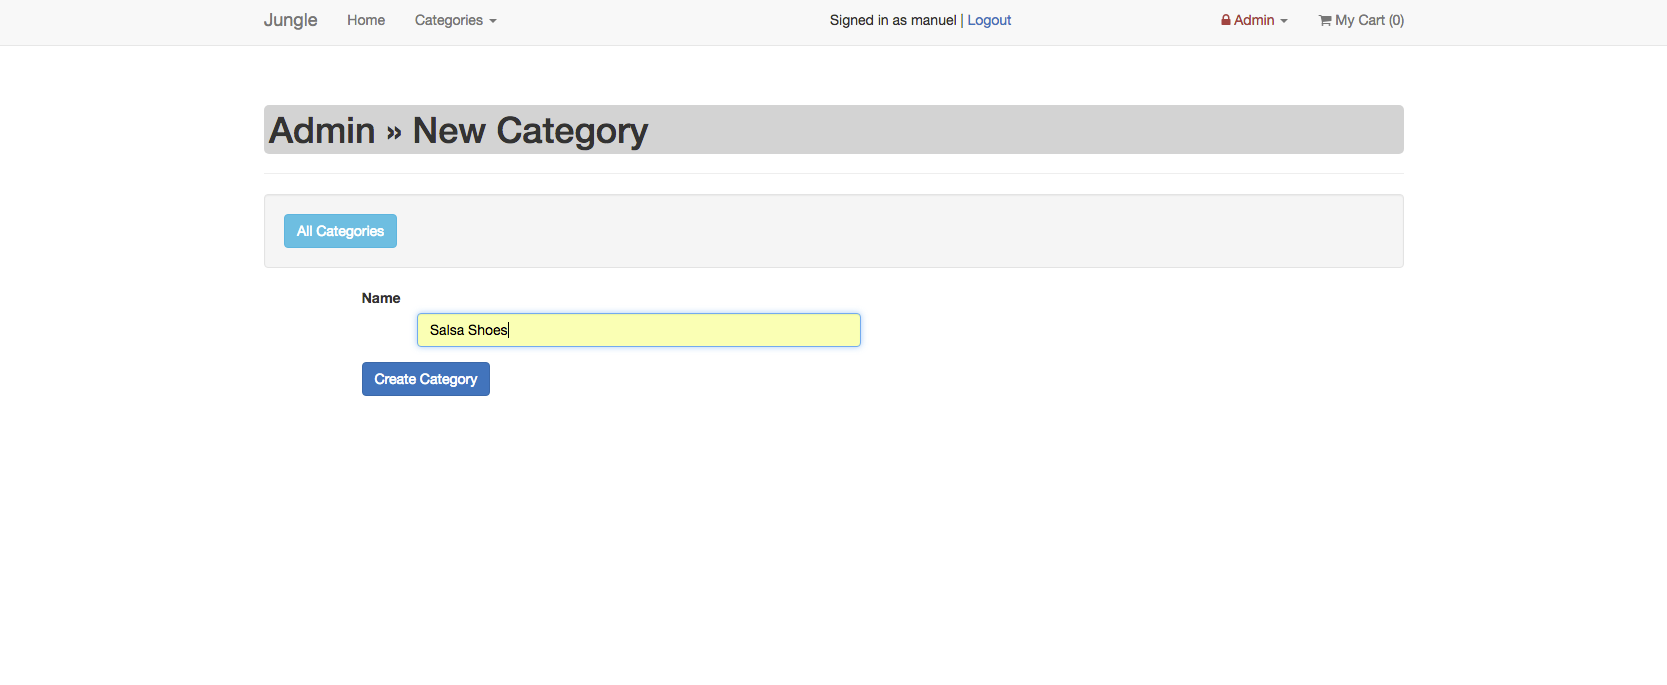 Jungle Home Categories Signed in as manuel | Logout Admin My Cart (0)
Admin » New Category
All Categories
Name
Salsa Shoes
Create Category